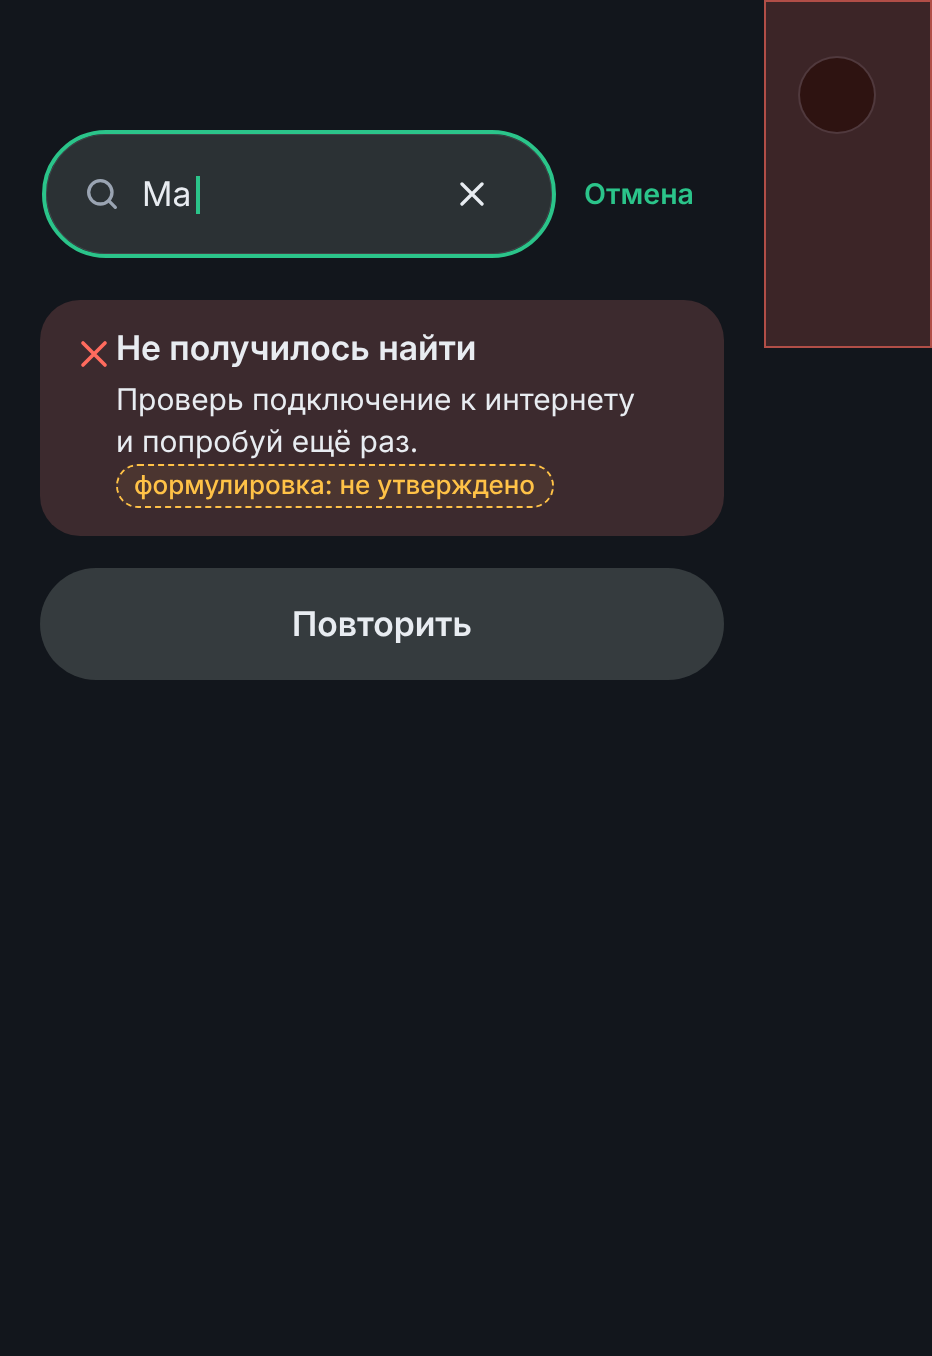 Ма
Отмена
Не получилось найти
Проверь подключение к интернету
и попробуй ещё раз.
формулировка: не утверждено
Повторить